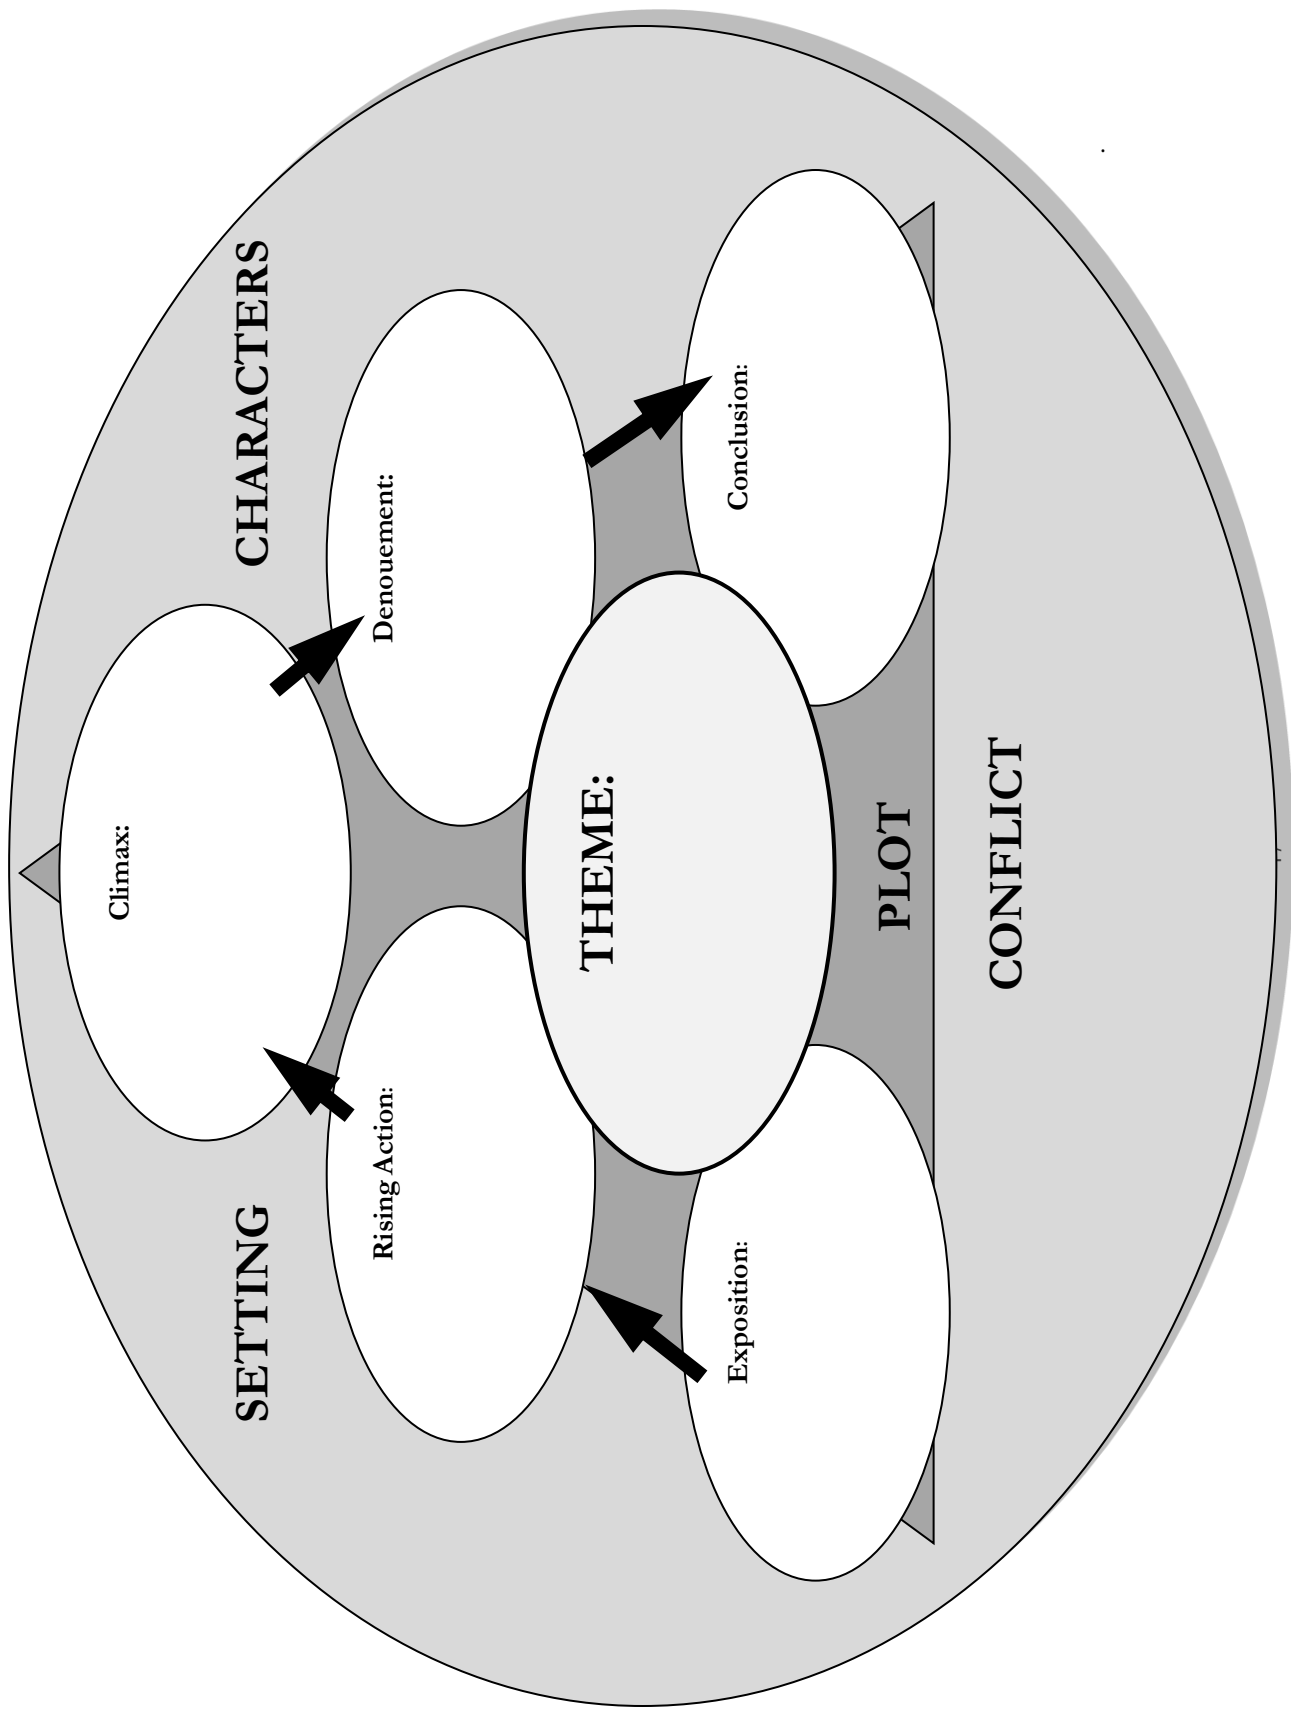 Climax:
SETTING
CHARACTERS
Rising Action:
Denouement:
THEME:
Exposition:
Conclusion:
PLOT
CONFLICT